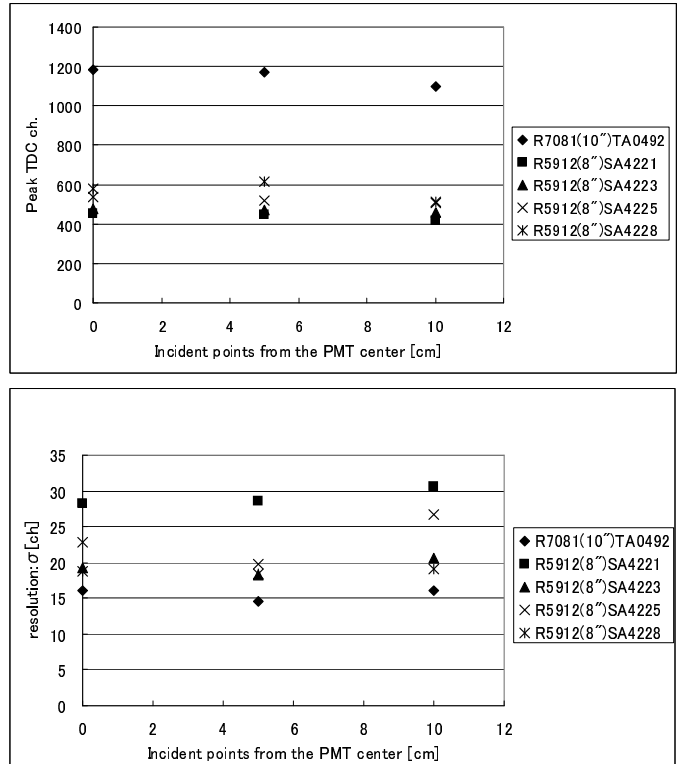 1400
1200
1000
800
600
400
200
0
Peak TDC ch.
0 2 4 6 8 10 12
Incident points from the PMT center [cm]
R7081(10″)TA0492
R5912(8″)SA4221
R5912(8″)SA4223
R5912(8″)SA4225
R5912(8″)SA4228
35
30
25
20
15
10
5
0
resolution:σ[ch]
0 2 4 6 8 10 12
Incident points from the PMT center [cm]
R7081(10″)TA0492
R5912(8″)SA4221
R5912(8″)SA4223
R5912(8″)SA4225
R5912(8″)SA4228